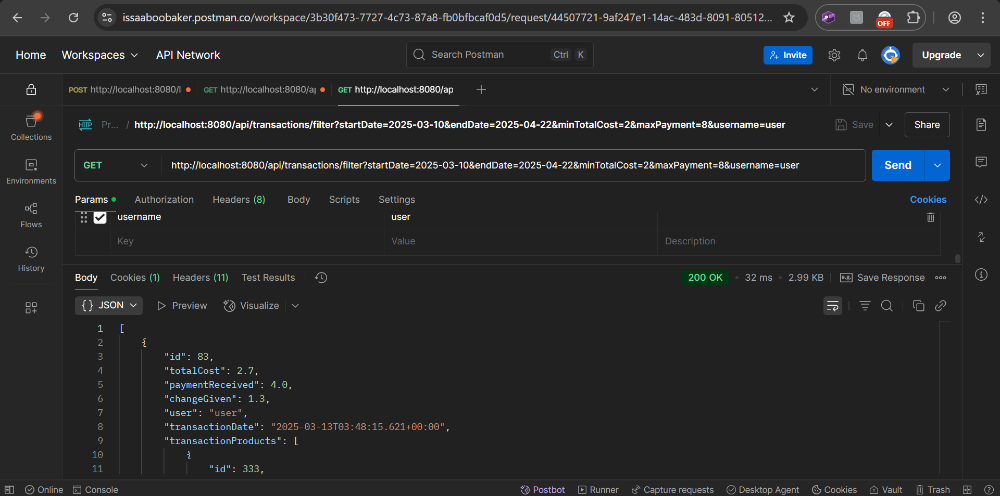 issaaboobaker.postman.co/workspace/3b30f473-7727-4c73-87a8-fb0bfbcaf0d5/request/44507721-9af247e1-14ac-483d-8091-80512...
OFF
Home Workspaces API Network Search Postman Ctrl K Invite Upgrade
POST http://localhost:8080/l GET http://localhost:8080/ap GET http://localhost:8080/ap No environment
HTTP Pr... / http://localhost:8080/api/transactions/filter?startDate=2025-03-10&endDate=2025-04-22&minTotalCost=2&maxPayment=8&username=user Save Share
Collections
GET http://localhost:8080/api/transactions/filter?startDate=2025-03-10&endDate=2025-04-22&minTotalCost=2&maxPayment=8&username=user Send
Environments
Params Authorization Headers (8) Body Scripts Settings Cookies
username user
Flows
Key Value Description
History
Body Cookies (1) Headers (11) Test Results 200 OK • 32 ms • 2.99 KB e.g. Save Response
{} JSON Preview Visualize
1 [
2 {
3 "id": 83,
4 "totalCost": 2.7,
5 "paymentReceived": 4.0,
6 "changeGiven": 1.3,
7 "user": "user",
8 "transactionDate": "2025-03-13T03:48:15.621+00:00",
9 "transactionProducts": [
10 {
11 "id": 333,
Online Console Postbot Runner Capture requests Desktop Agent Cookies Vault Trash